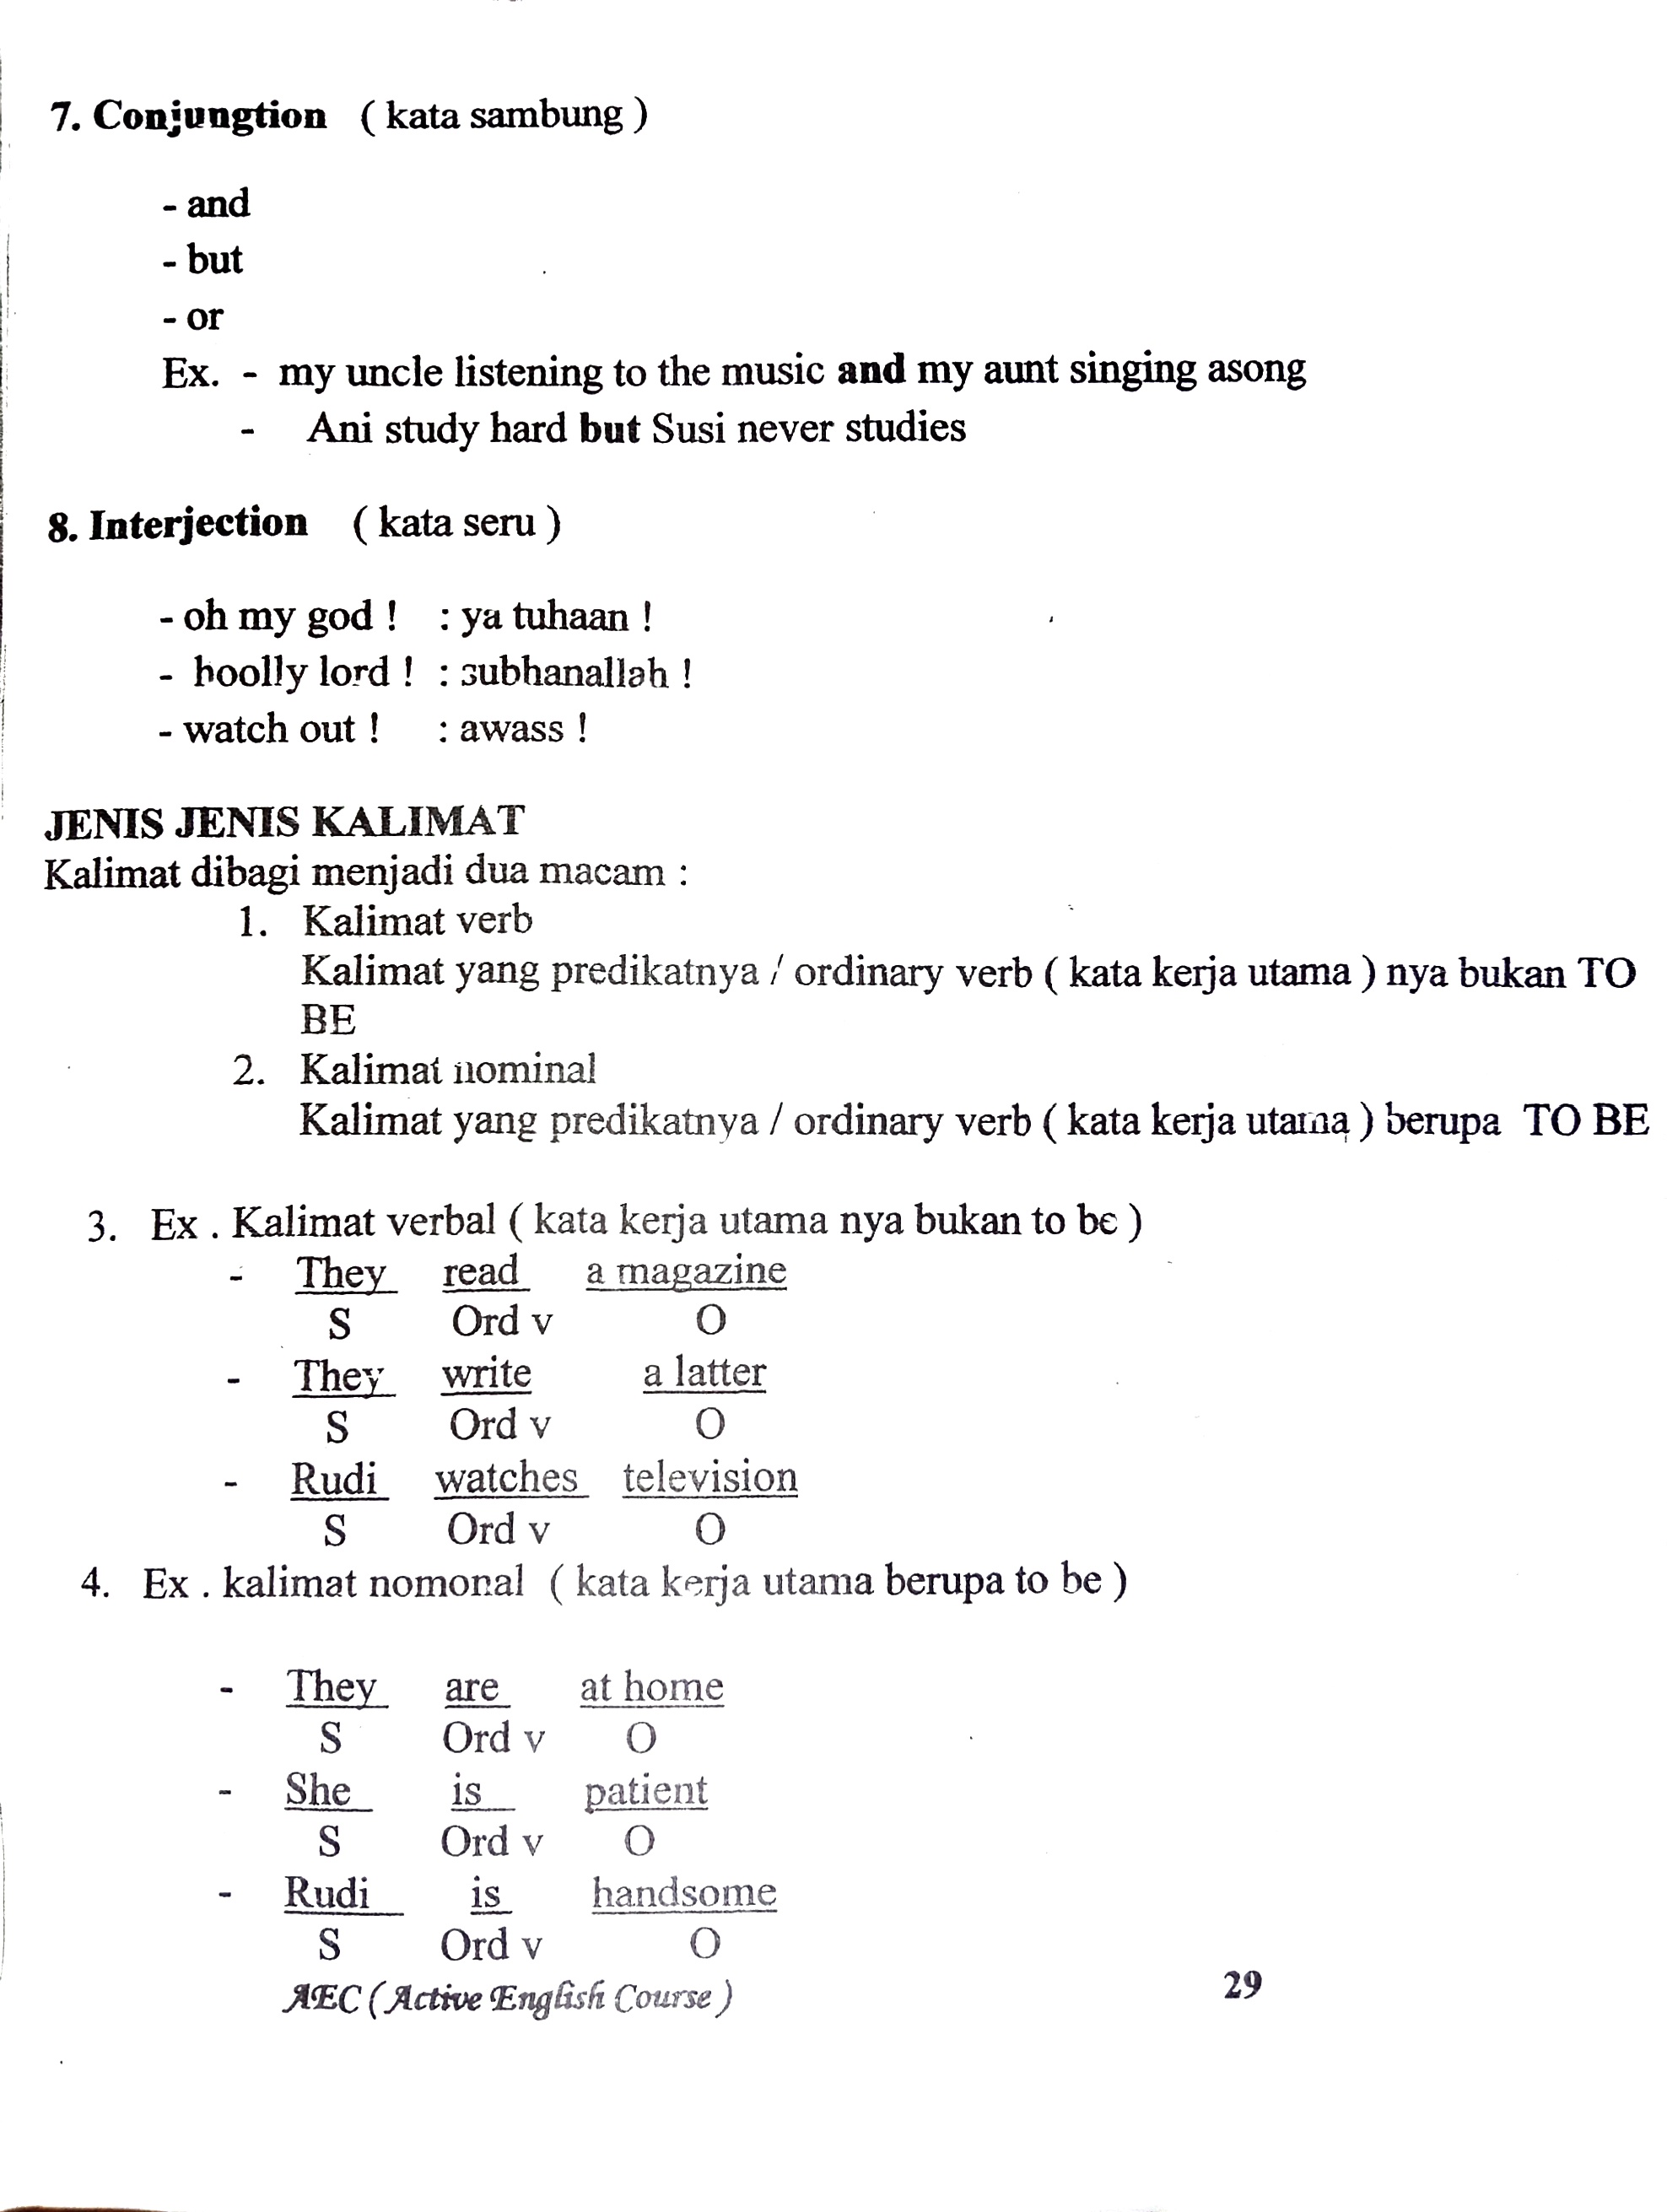 7. Conjungtion ( kata sambung )
- and
- but
- or
Ex. - my uncle listening to the music and my aunt singing asong
- Ani study hard but Susi never studies
8. Interjection ( kata seru )
- oh my god ! : ya tuhaan !
- hoolly lord ! : subhanallah !
- watch out ! : awass !
JENIS JENIS KALIMAT
Kalimat dibagi menjadi dua macam :
1. Kalimat verb
Kalimat yang predikatnya / ordinary verb ( kata kerja utama ) nya bukan TO
BE
2. Kalimat nominal
Kalimat yang predikatnya / ordinary verb ( kata kerja utama ) berupa TO BE
3. Ex . Kalimat verbal ( kata kerja utama nya bukan to be )
- They read a magazine
S Ord v O
- They write a latter
S Ord v O
- Rudi watches television
S Ord v O
4. Ex . kalimat nomonal ( kata kerja utama berupa to be )
- They are at home
S Ord v O
- She is patient
S Ord v O
- Rudi is handsome
S Ord v O
AEC ( Active English Course ) 29